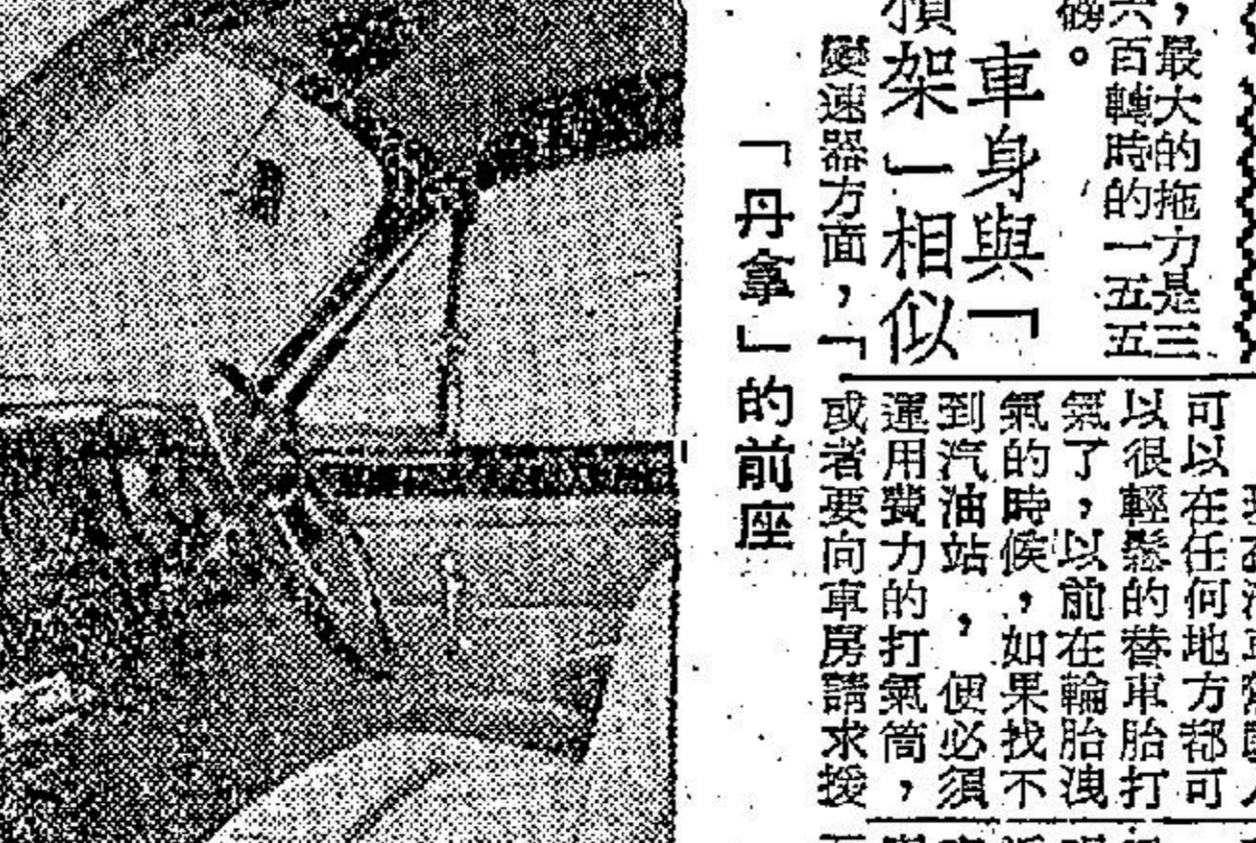 ，最大的拖力是三
六百轉時的一五五
磅。
車身與「
架」相似
變速器方面，「
「丹拿」的前座
可以在任何地方都可
以很輕鬆的替車胎打
氣了，以前在輪胎洩
氣的時候，如果找不
到汽油站，便必須
運用費力的打氣筒，
或者要向車房請求援